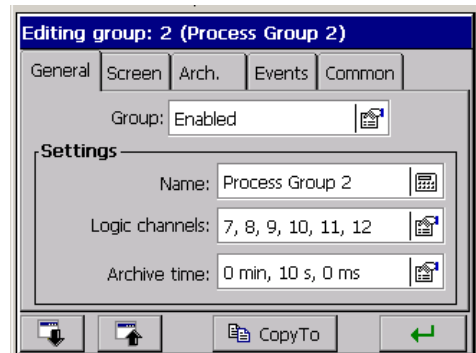 Editing group: 2 (Process Group 2)
General Screen Arch. Events Common
Group: Enabled
Settings
Name: Process Group 2
Logic channels: 7, 8, 9, 10, 11, 12
Archive time: 0 min, 10 s, 0 ms
CopyTo